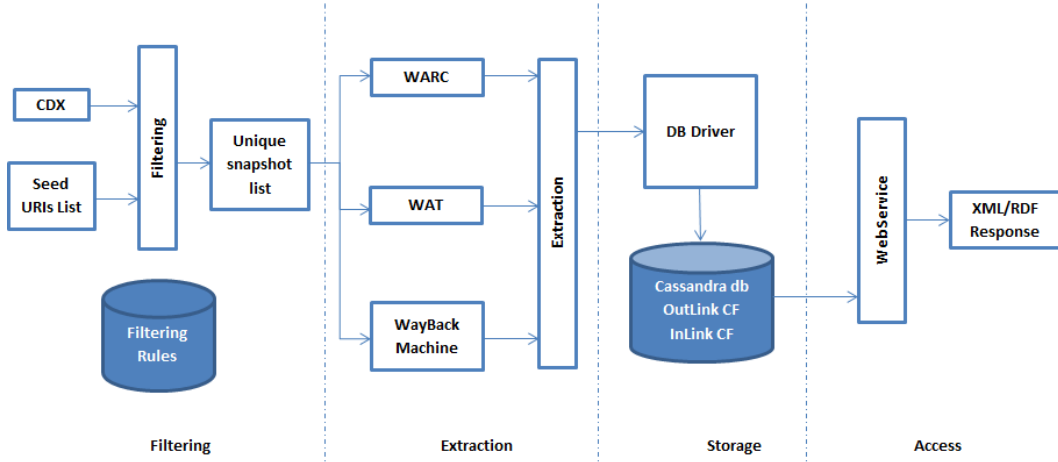 CDX
Seed
URIs List
Filtering
Unique
snapshot
list
Filtering
Rules
WARC
WAT
WayBack
Machine
Extraction
DB Driver
Cassandra db
OutLink CF
InLink CF
WebService
XML/RDF
Response
Filtering
Extraction
Storage
Access